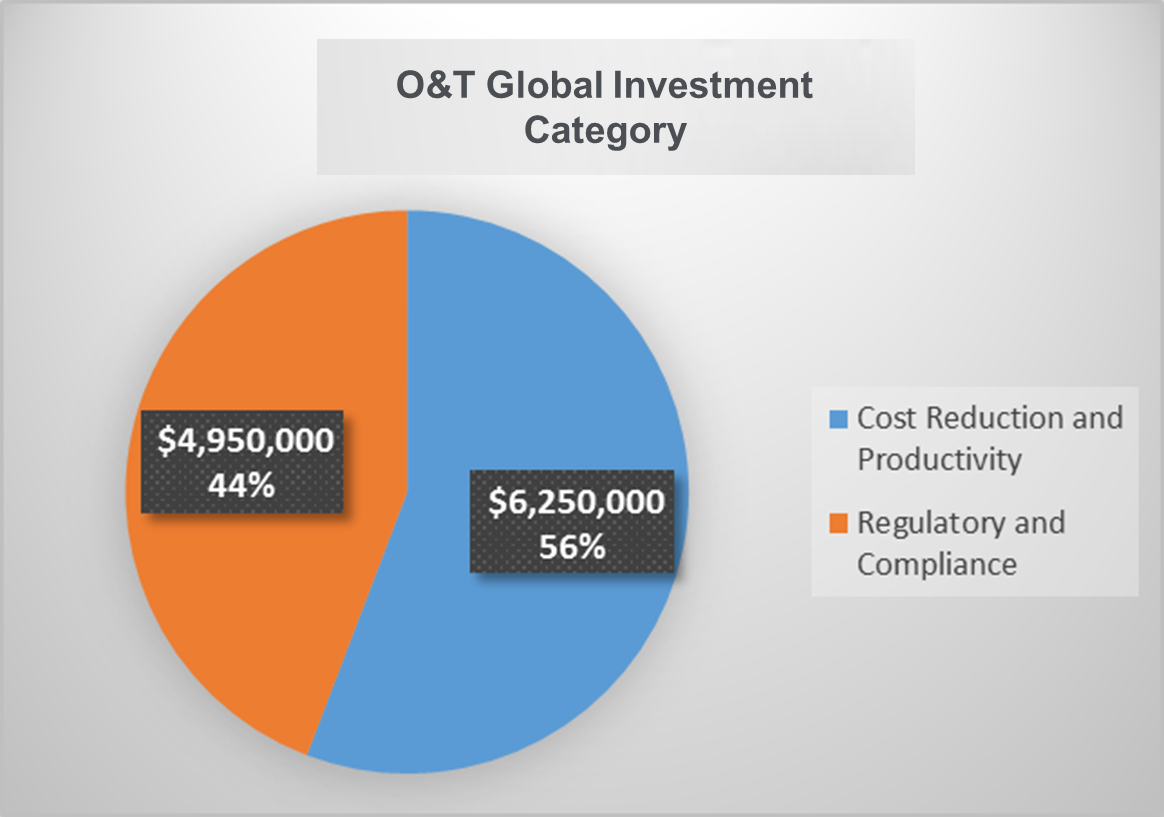 O&T Global Investment
Category
$4,950,000
44%
$6,250,000
56%
Cost Reduction and
Productivity
Regulatory and
Compliance